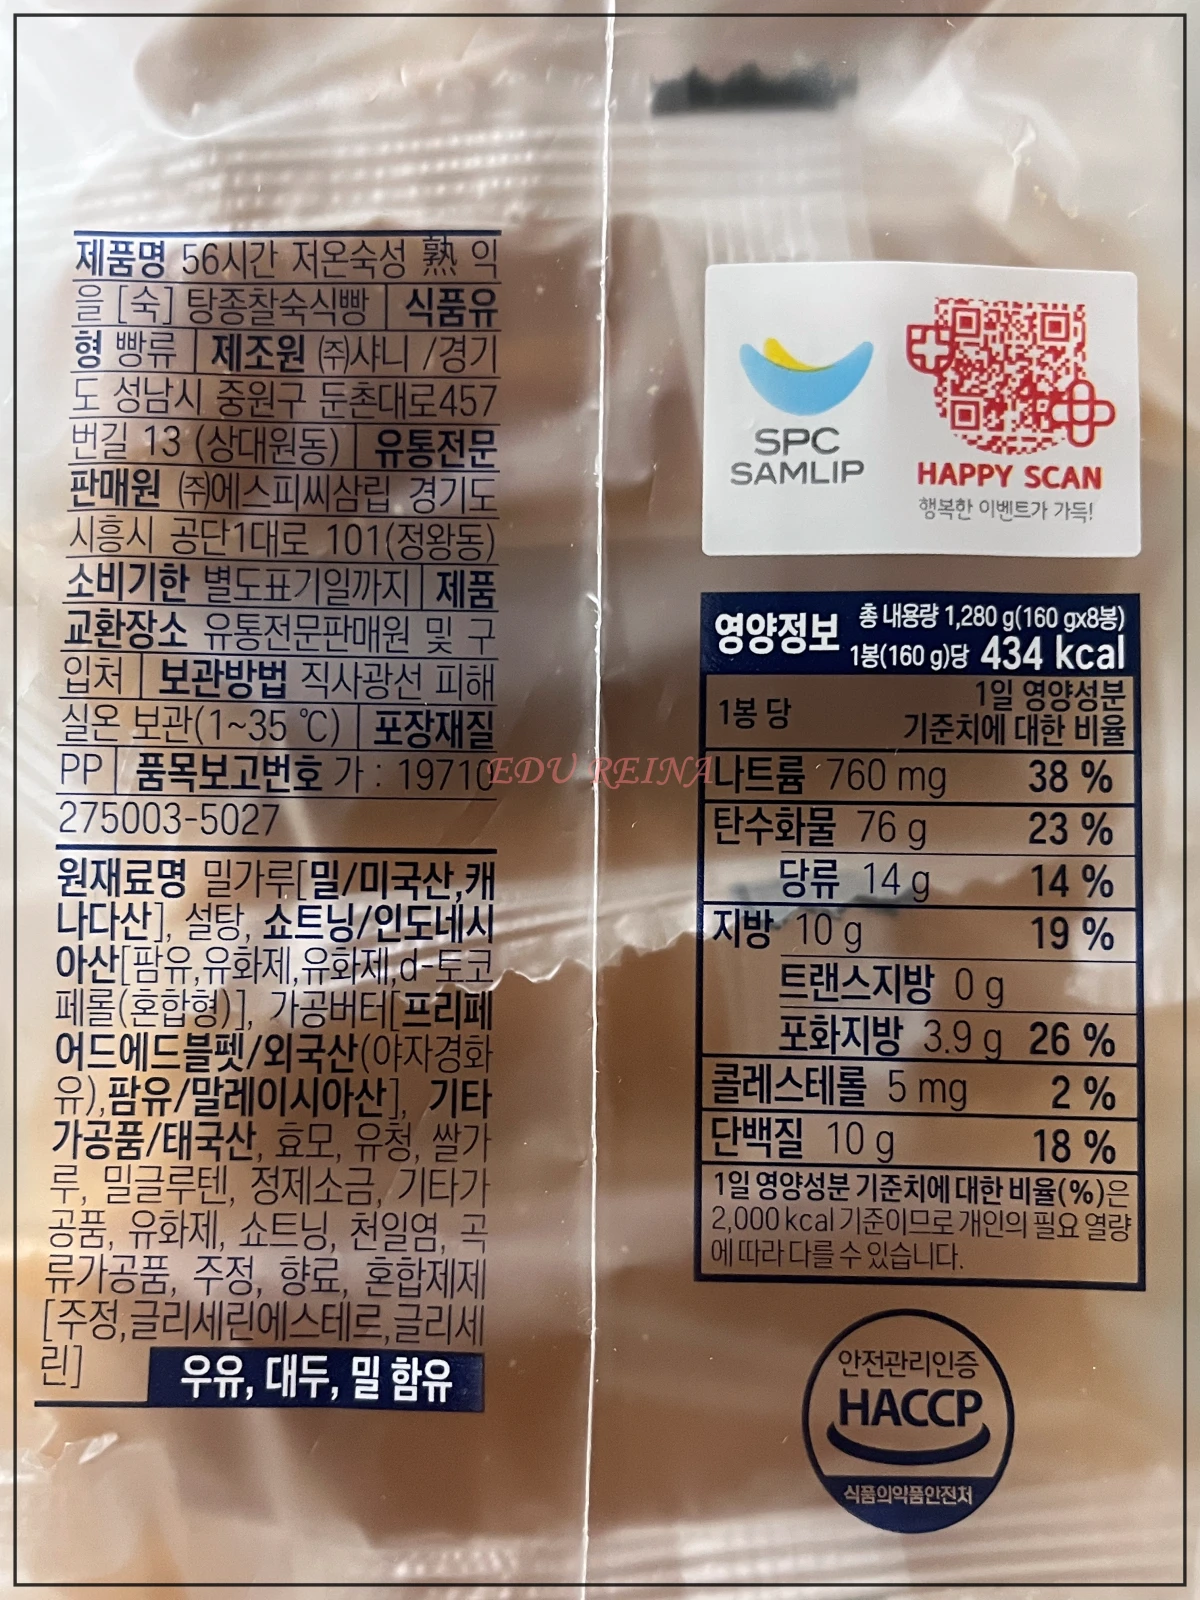 제품명 56시간 저온숙성 熟 익
을 [숙] 탕종찰숙식빵 | 식품유
형 빵류 | 제조원 ㈜샤니 /경기
도 성남시 중원구 둔촌대로457
번길 13 (상대원동) | 유통전문
판매원 ㈜에스피씨삼립 경기도
시흥시 공단1대로 101(정왕동)
소비기한 별도표기일까지 | 제품
교환장소 유통전문판매원 및 구
입처 | 보관방법 직사광선 피해
실온 보관(1~35 ℃) | 포장재질
PP | 품목보고번호 가 : 19710
275003-5027
원재료명 밀가루[밀/미국산,캐
나다산], 설탕, 쇼트닝/인도네시
아산[팜유,유화제,유화제,d-토코
페롤(혼합형)], 가공버터[프리페
어드에드블펫/외국산(야자경화
유),팜유/말레이시아산], 기타
가공품/태국산, 효모, 유청, 쌀가
루, 밀글루텐, 정제소금, 기타가
공품, 유화제, 쇼트닝, 천일염, 곡
류가공품, 주정, 향료, 혼합제제
[주정,글리세린에스테르,글리세
린]
우유, 대두, 밀 함유
SPC
SAMLIP
HAPPY SCAN
행복한 이벤트가 가득!
영양정보 총 내용량 1,280 g(160 gx8봉)
1봉(160 g)당 434 kcal
1봉 당 1일 영양성분
기준치에 대한 비율
나트륨 760 mg 38 %
탄수화물 76 g 23 %
당류 14 g 14 %
지방 10 g 19 %
트랜스지방 0 g
포화지방 3.9 g 26 %
콜레스테롤 5 mg 2 %
단백질 10 g 18 %
1일 영양성분 기준치에 대한 비율(%)은
2,000 kcal 기준이므로 개인의 필요 열량
에 따라 다를 수 있습니다.
안전관리인증
HACCP
식품의약품안전처
EDU REINA